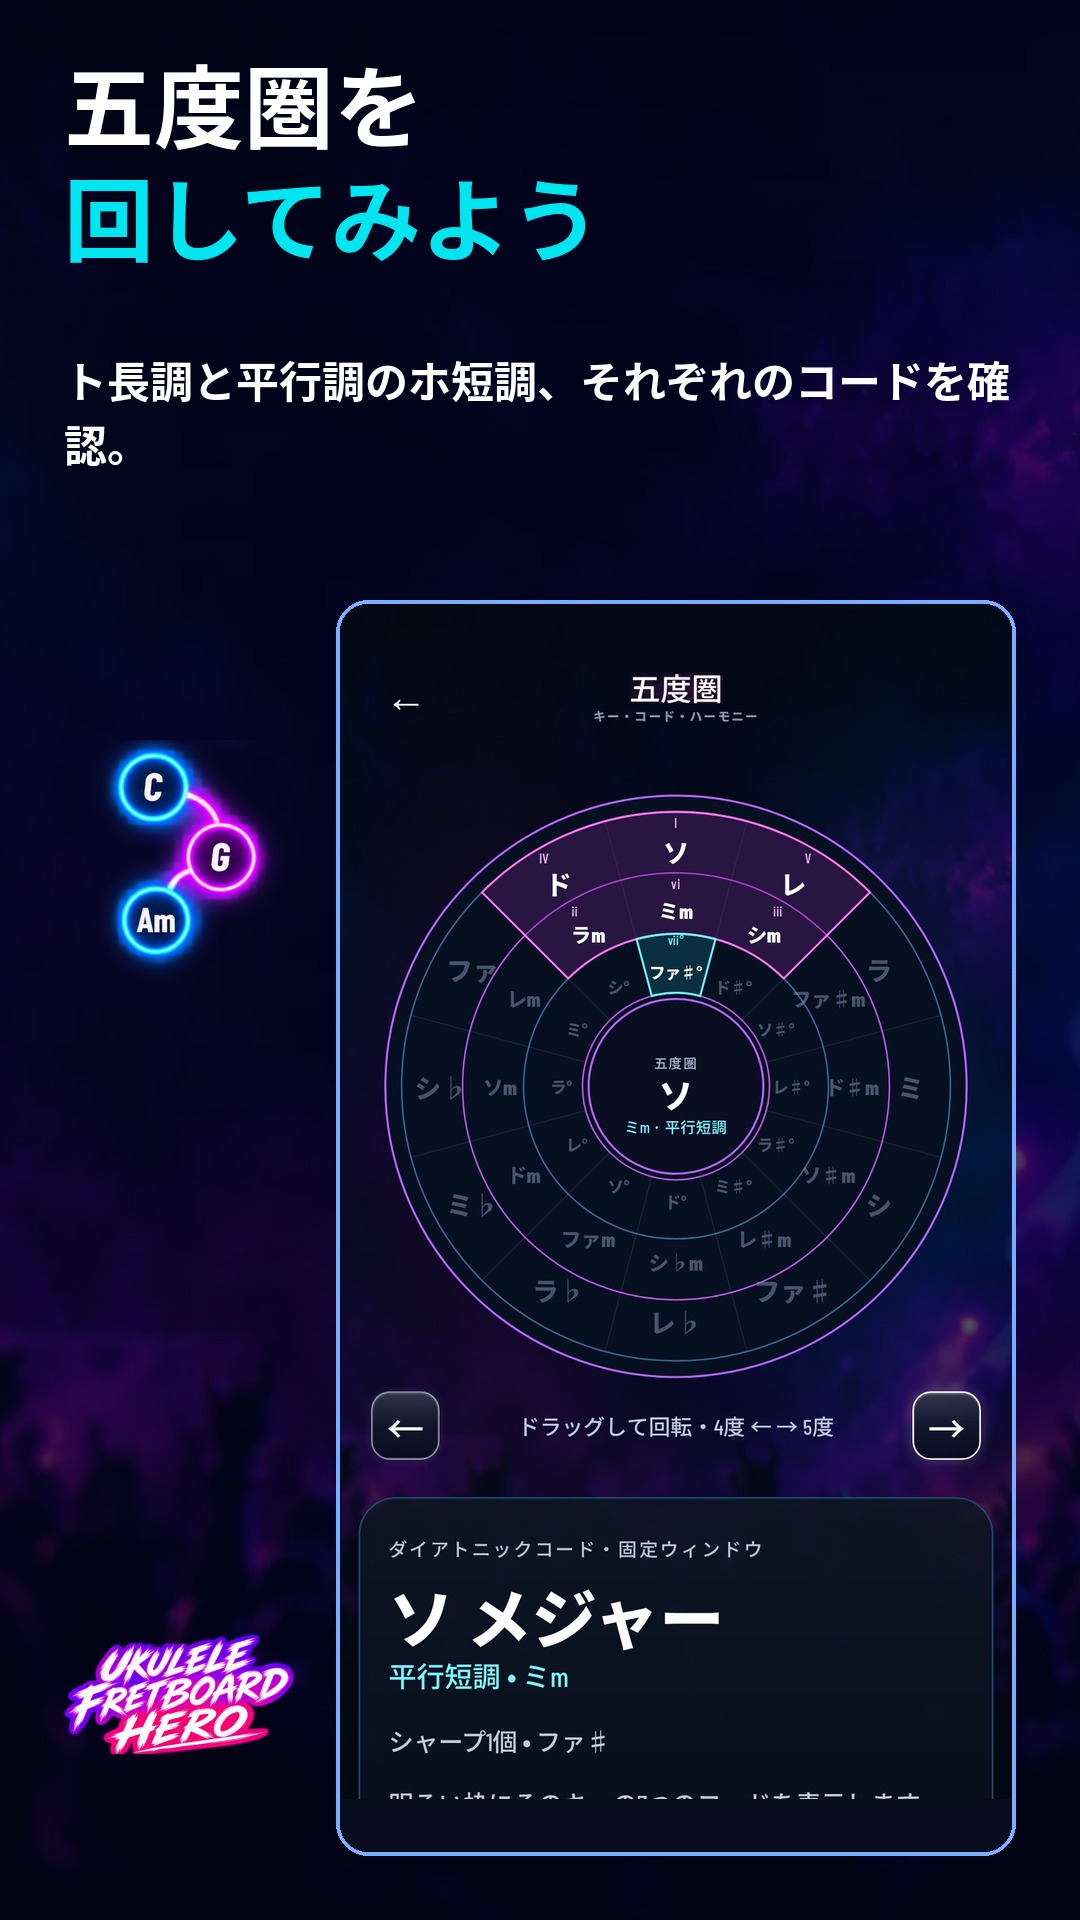 五度圏を
回してみよう
ト長調と平行調のホ短調、それぞれのコードを確
認。
←
五度圏
キー・コード・ハーモニー
C
G
Am
I
ソ
IV
ド
V
レ
vi
ミm
ii
ラm
iii
シm
vii°
ファ♯°
ファ
レm
シ°
ド♯°
ファ♯m
ラ
ミ°
ソ♯°
シ♭
ソm
ラ°
レ♯°
ド♯m
ミ
五度圏
ソ
ミm・平行短調
レ°
ラ♯°
ミ♭
ドm
ソ°
ド°
ミ♯°
ソ♯m
シ
ファm
シ♭m
レ♯m
ラ♭
レ♭
ファ♯
←
ドラッグして回転・4度 ←→ 5度
→
ダイアトニックコード・固定ウィンドウ
ソ メジャー
平行短調 • ミm
シャープ1個 • ファ♯
UKULELE
FRETBOARD
HERO